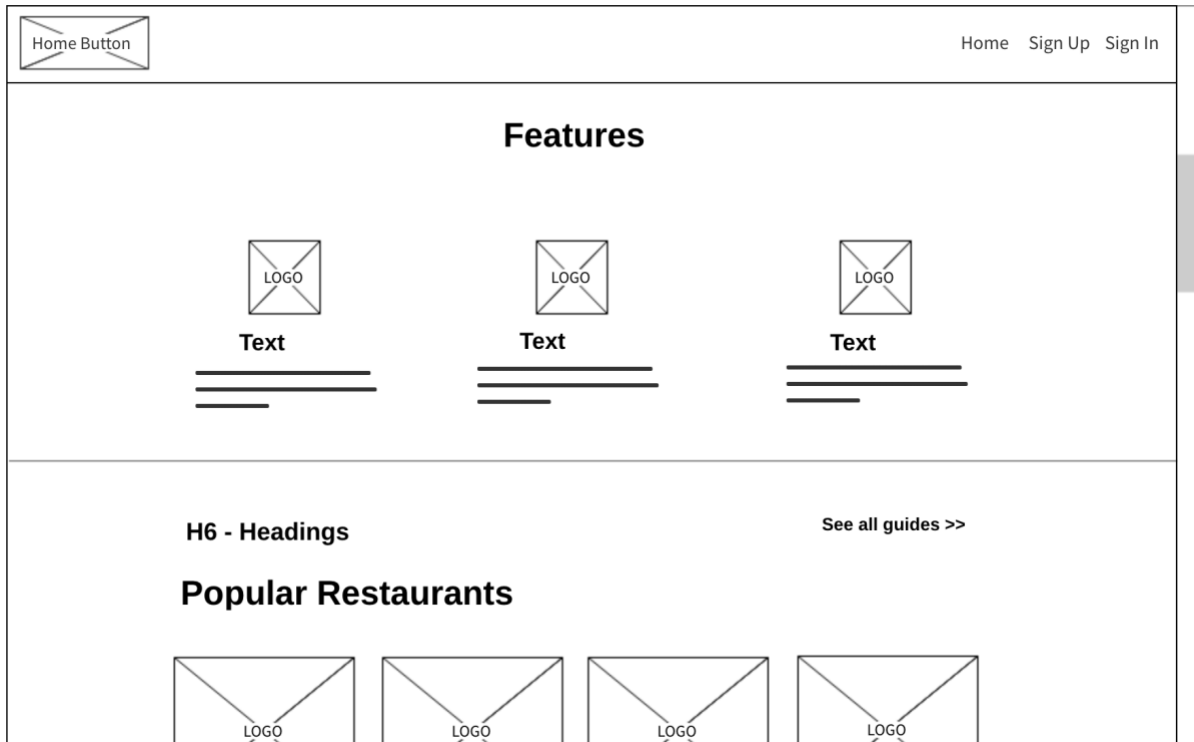 Home Button
Home Sign Up Sign In
Features
LOGO LOGO LOGO
Text Text Text
H6 - Headings
See all guides >>
Popular Restaurants
LOGO LOGO LOGO LOGO